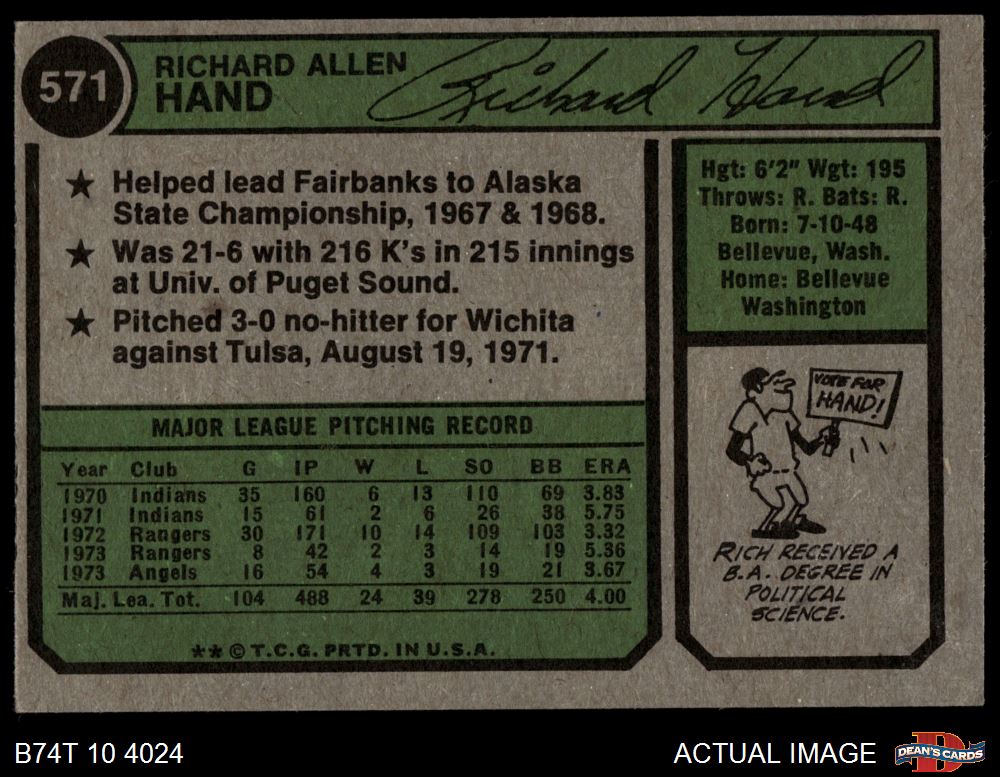 571
RICHARD ALLEN
HAND
Richard Hand
★ Helped lead Fairbanks to Alaska
State Championship, 1967 & 1968.
★ Was 21-6 with 216 K's in 215 innings
at Univ. of Puget Sound.
★ Pitched 3-0 no-hitter for Wichita
against Tulsa, August 19, 1971.
Hgt: 6'2" Wgt: 195
Throws: R. Bats: R.
Born: 7-10-48
Bellevue, Wash.
Home: Bellevue
Washington
VOTE FOR
HAND!
RICH RECEIVED A
B.A. DEGREE IN
POLITICAL
SCIENCE.
MAJOR LEAGUE PITCHING RECORD
Year Club G IP W L SO BB ERA
1970 Indians 35 160 6 13 110 69 3.83
1971 Indians 15 61 2 6 26 38 5.75
1972 Rangers 30 171 10 14 109 103 3.32
1973 Rangers 8 42 2 3 14 19 5.36
1973 Angels 16 54 4 3 19 21 3.67
Maj. Lea. Tot. 104 488 24 39 278 250 4.00
** © T.C.G. PRTD. IN U.S.A.
B74T 10 4024
ACTUAL IMAGE
DEAN'S CARDS